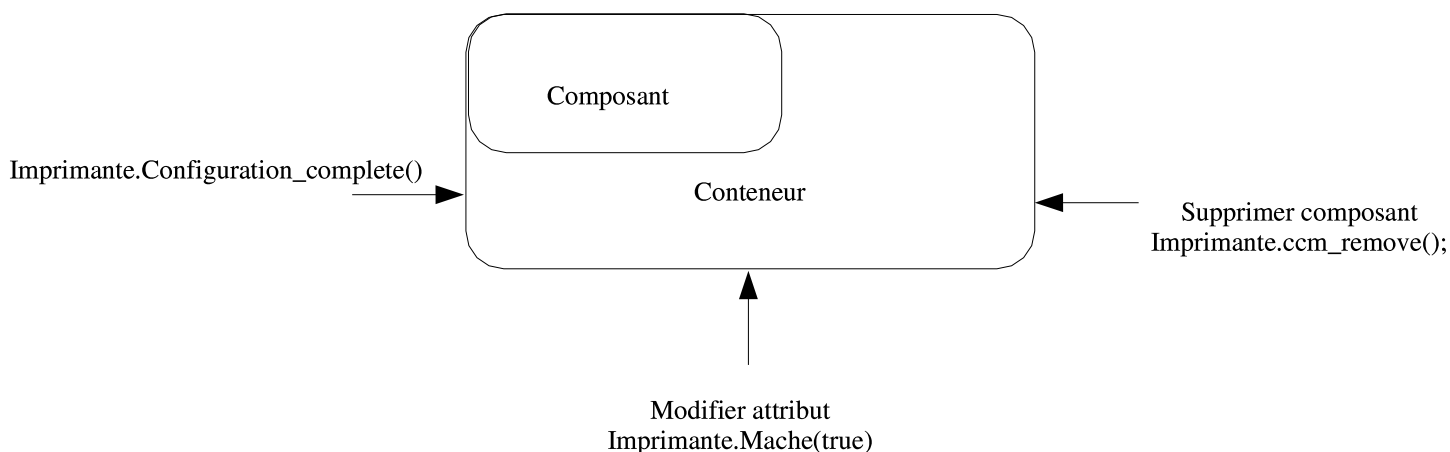 Composant
Imprimante.Configuration_complete()
Conteneur
Supprimer composant
Imprimante.ccm_remove();
Modifier attribut
Imprimante.Mache(true)